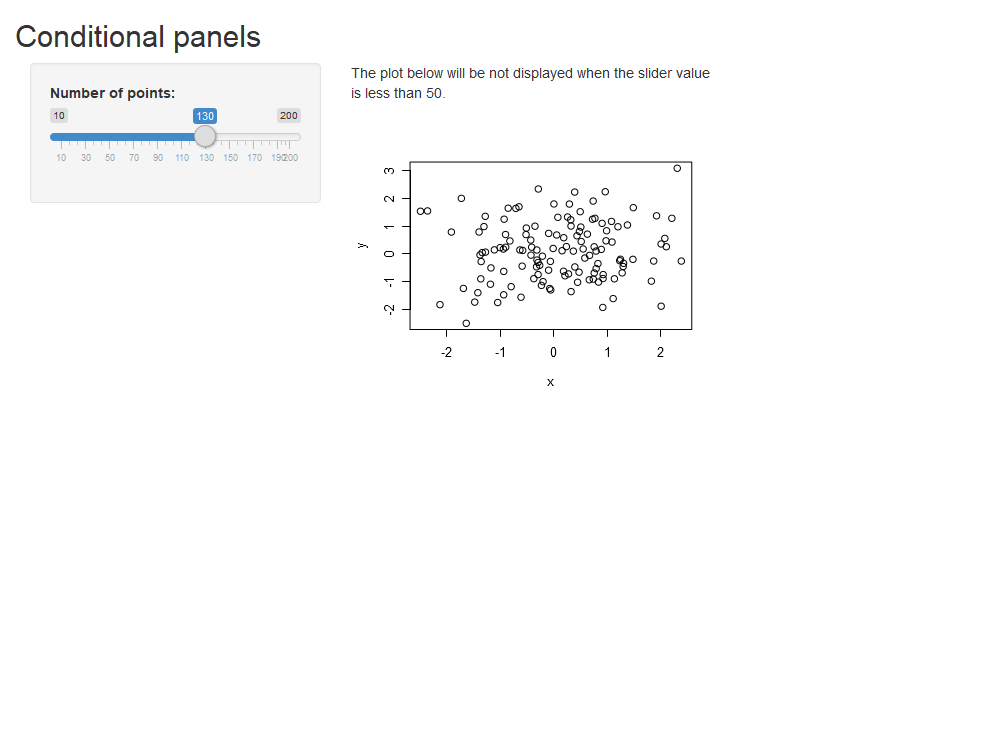 Conditional panels
Number of points:
10 130 200
10 30 50 70 90 110 130 150 170 190 200
The plot below will be not displayed when the slider value
is less than 50.
3
2
1
0
-1
-2
y
-2 -1 0 1 2
x